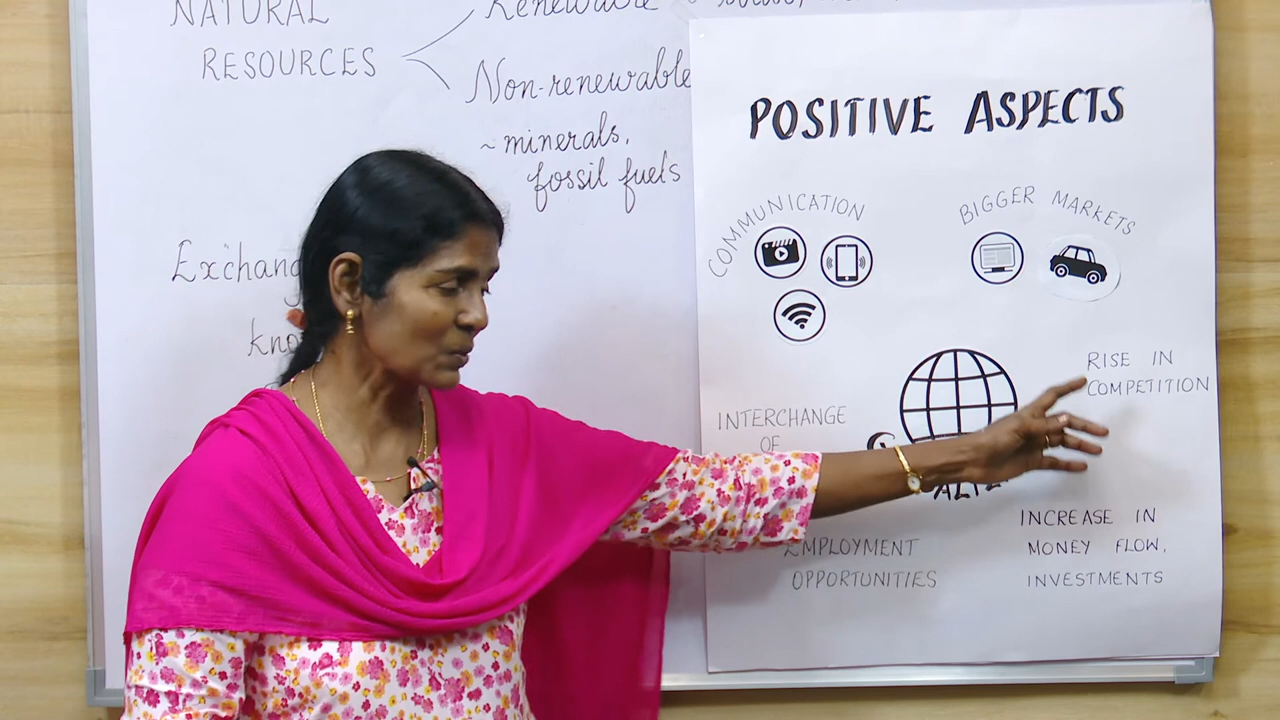 NATURAL
RESOURCES
Renewable
Non-renewable
~ minerals,
fossil fuels
POSITIVE ASPECTS
COMMUNICATION
BIGGER MARKETS
RISE IN
COMPETITION
INTERCHANGE
OF
EMPLOYMENT
OPPORTUNITIES
INCREASE IN
MONEY FLOW,
INVESTMENTS